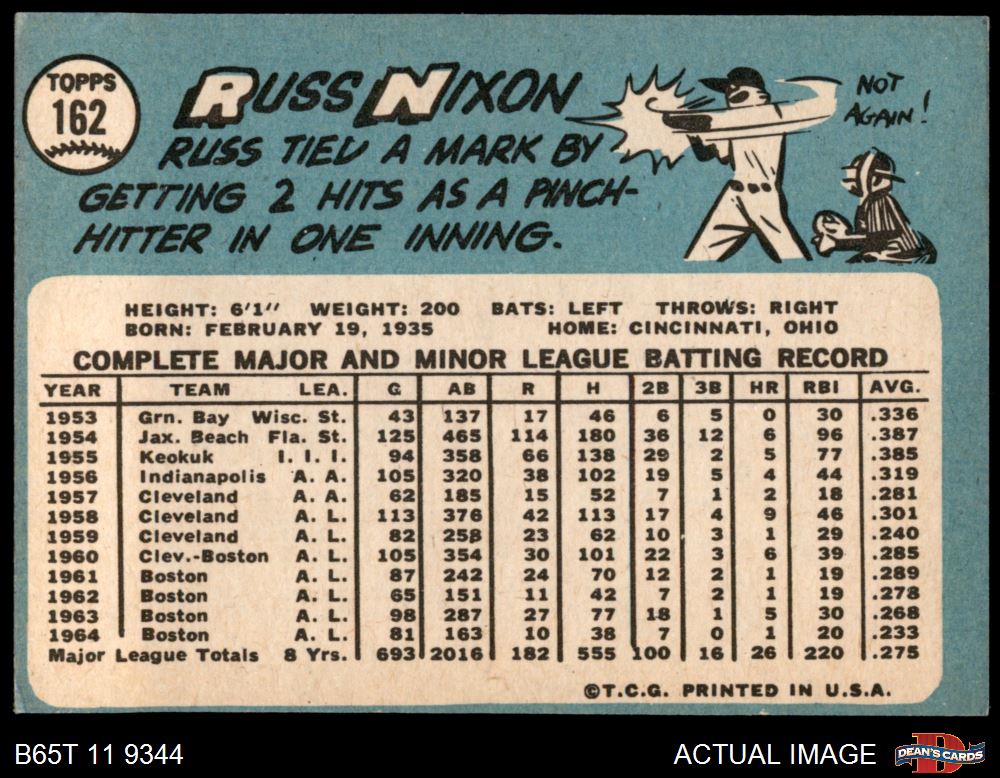 TOPPS
162
RUSS NIXON
RUSS TIED A MARK BY
GETTING 2 HITS AS A PINCH-
HITTER IN ONE INNING.
NOT
AGAIN!
HEIGHT: 6'1" WEIGHT: 200 BATS: LEFT THROWS: RIGHT
BORN: FEBRUARY 19, 1935 HOME: CINCINNATI, OHIO
COMPLETE MAJOR AND MINOR LEAGUE BATTING RECORD
YEAR TEAM LEA. G AB R H 2B 3B HR RBI AVG.
1953 Grn. Bay Wisc. St. 43 137 17 46 6 5 0 30 .336
1954 Jax. Beach Fla. St. 125 465 114 180 36 12 6 96 .387
1955 Keokuk I. I. I. 94 358 66 138 29 2 5 77 .385
1956 Indianapolis A. A. 105 320 38 102 19 5 4 44 .319
1957 Cleveland A. A. 62 185 15 52 7 1 2 18 .281
1958 Cleveland A. L. 113 376 42 113 17 4 9 46 .301
1959 Cleveland A. L. 82 258 23 62 10 3 1 29 .240
1960 Clev.-Boston A. L. 105 354 30 101 22 3 6 39 .285
1961 Boston A. L. 87 242 24 70 12 2 1 19 .289
1962 Boston A. L. 65 151 11 42 7 2 1 19 .278
1963 Boston A. L. 98 287 27 77 18 1 5 30 .268
1964 Boston A. L. 81 163 10 38 7 0 1 20 .233
Major League Totals 8 Yrs. 693 2016 182 555 100 16 26 220 .275
©T.C.G. PRINTED IN U.S.A.
B65T 11 9344
ACTUAL IMAGE
DEAN'S CARDS